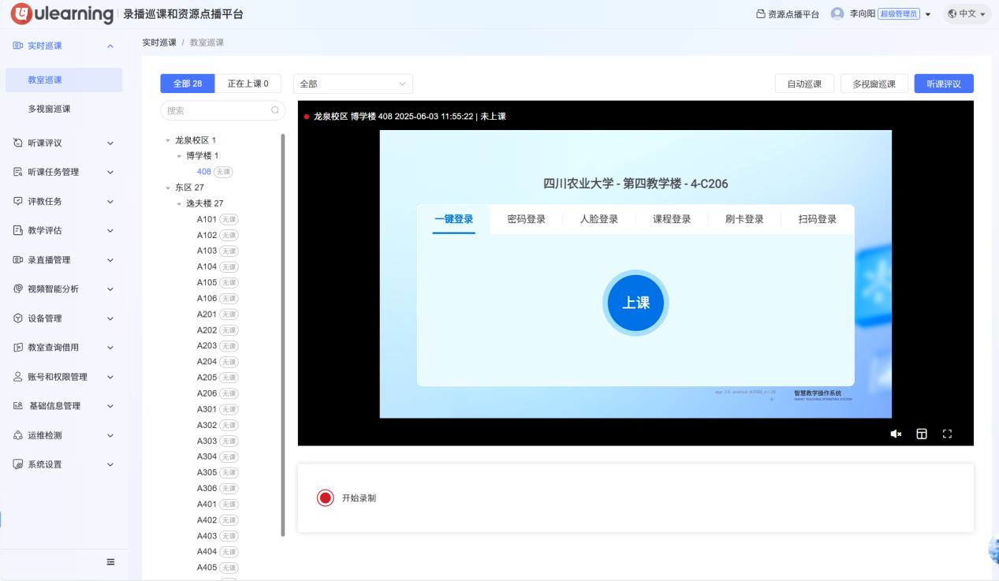 ulearning 录播巡课和资源点播平台
资源点播平台 李向阳 超级管理员 中文
实时巡课
教室巡课
多视窗巡课
听课评议
听课任务管理
评教任务
教学评估
录直播管理
视频智能分析
设备管理
教室查询借用
账号和权限管理
基础信息管理
运维检测
系统设置
实时巡课 / 教室巡课
全部 28 正在上课 0 全部
自动巡课 多视窗巡课 听课评议
搜索
龙泉校区 1
博学楼 1
408 无课
东区 27
逸夫楼 27
A101 无课
A102 无课
A103 无课
A104 无课
A105 无课
A106 无课
A201 无课
A202 无课
A203 无课
A204 无课
A205 无课
A206 无课
A301 无课
A302 无课
A303 无课
A304 无课
A305 无课
A306 无课
A401 无课
A402 无课
A403 无课
A404 无课
A405 无课
龙泉校区 博学楼 408 2025-06-03 11:55:22 | 未上课
四川农业大学 - 第四教学楼 - 4-C206
一键登录 密码登录 人脸登录 课程登录 刷卡登录 扫码登录
上课
智慧教学操作系统
SMART TEACHING OPERATING SYSTEM
开始录制